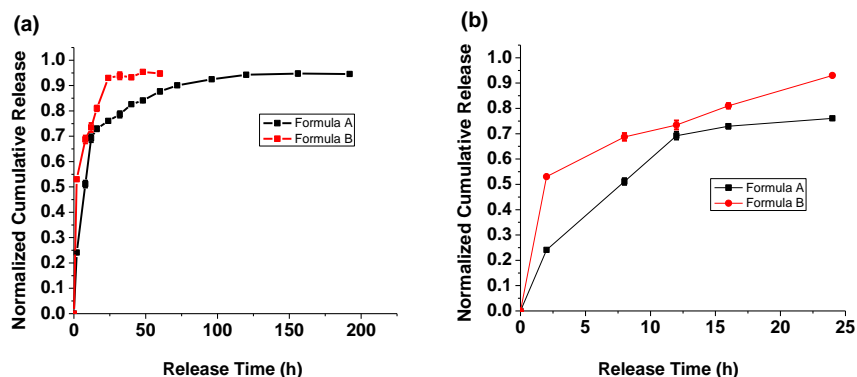 (a)
Normalized Cumulative Release
1.0
0.9
0.8
0.7
0.6
0.5
0.4
0.3
0.2
0.1
0.0
Formula A
Formula B
0 50 100 150 200
Release Time (h)
(b)
Normalized Cumulative Release
1.0
0.9
0.8
0.7
0.6
0.5
0.4
0.3
0.2
0.1
0.0
Formula A
Formula B
0 5 10 15 20 25
Release Time (h)